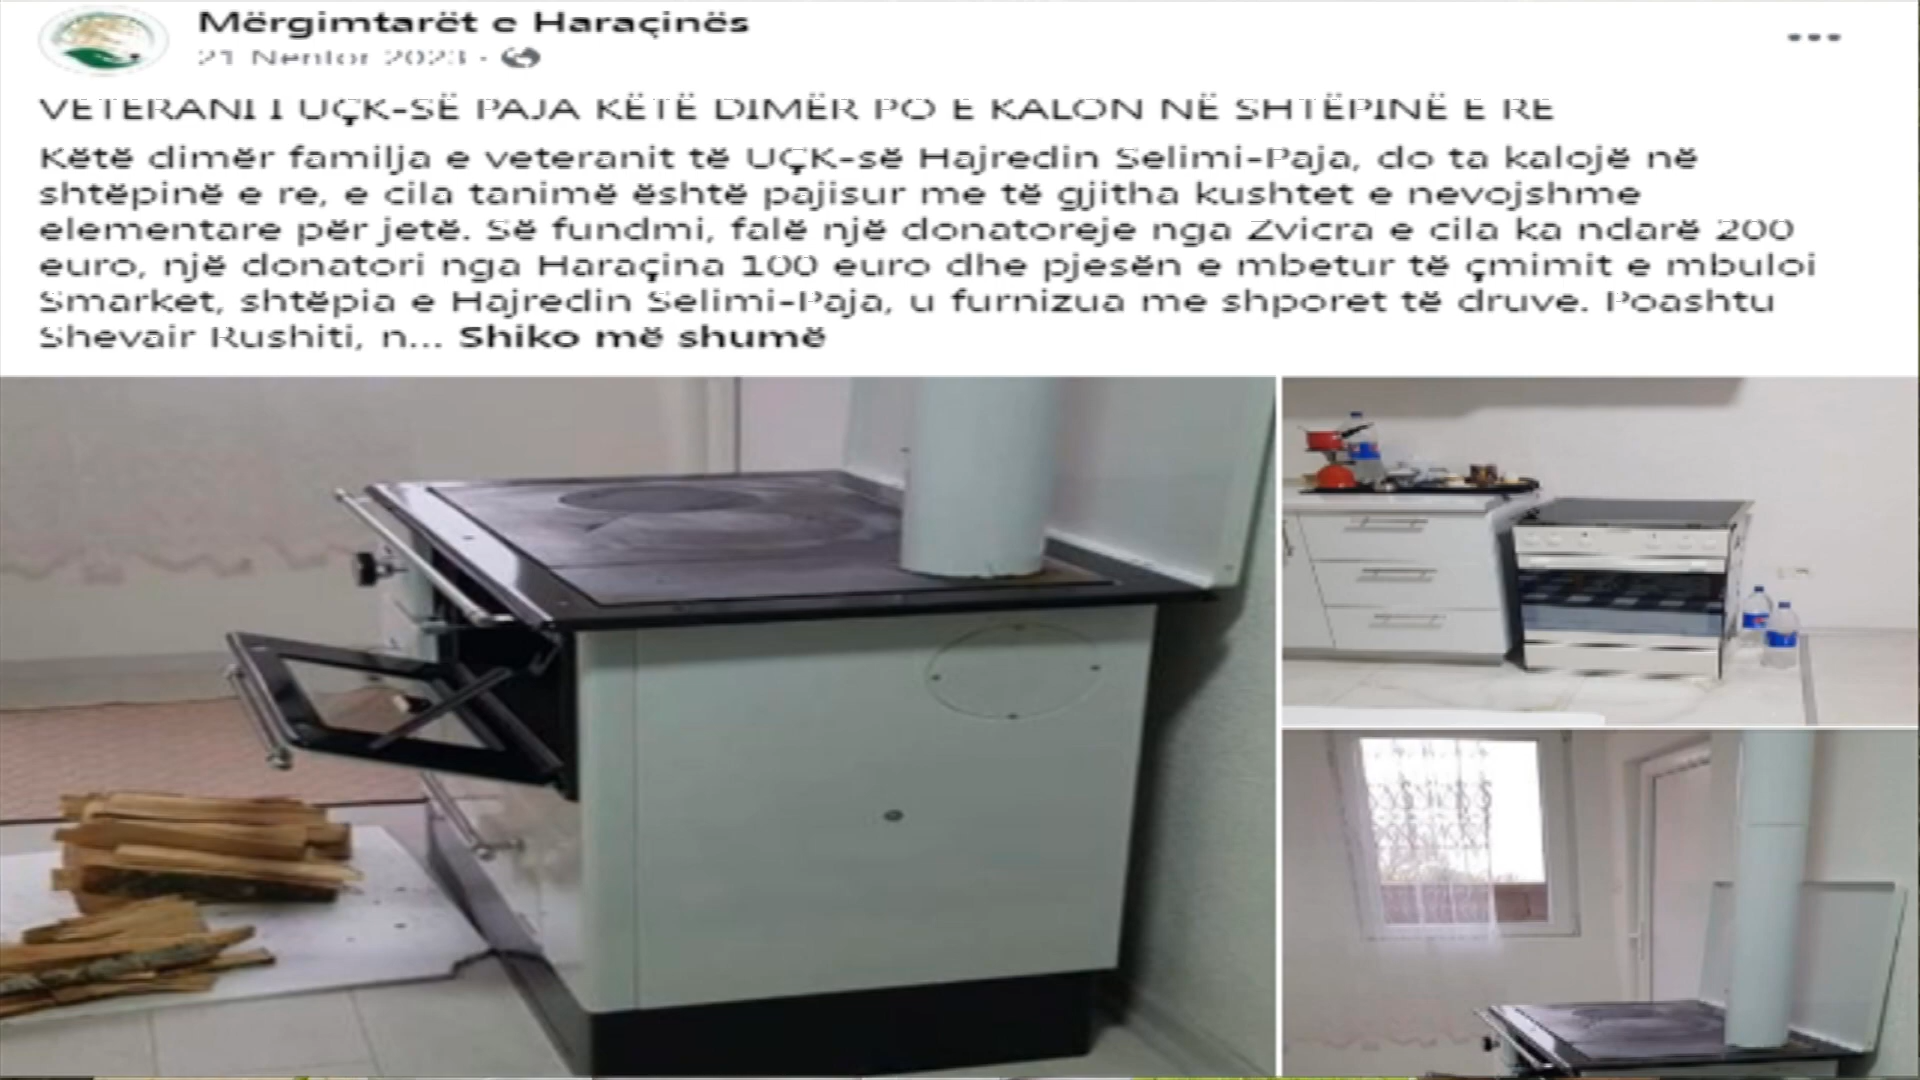 Mërgimtarët e Haraçinës
21 Nentor 2023 ·
VETERANI I UÇK-SË PAJA KËTË DIMËR PO E KALON NË SHTËPINË E RE
Këtë dimër familja e veteranit të UÇK-së Hajredin Selimi-Paja, do ta kalojë në
shtëpinë e re, e cila tanimë është pajisur me të gjitha kushtet e nevojshme
elementare për jetë. Së fundmi, falë një donatoreje nga Zvicra e cila ka ndarë 200
euro, një donatori nga Haraçina 100 euro dhe pjesën e mbetur të çmimit e mbuloi
Smarket, shtëpia e Hajredin Selimi-Paja, u furnizua me shporet të druve. Poashtu
Shevair Rushiti, n... Shiko më shumë